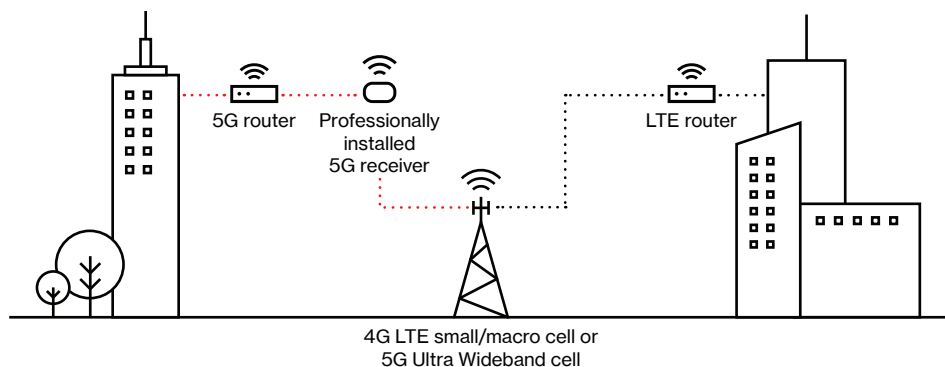 5G router
Professionally
installed
5G receiver
LTE router
4G LTE small/macro cell or
5G Ultra Wideband cell